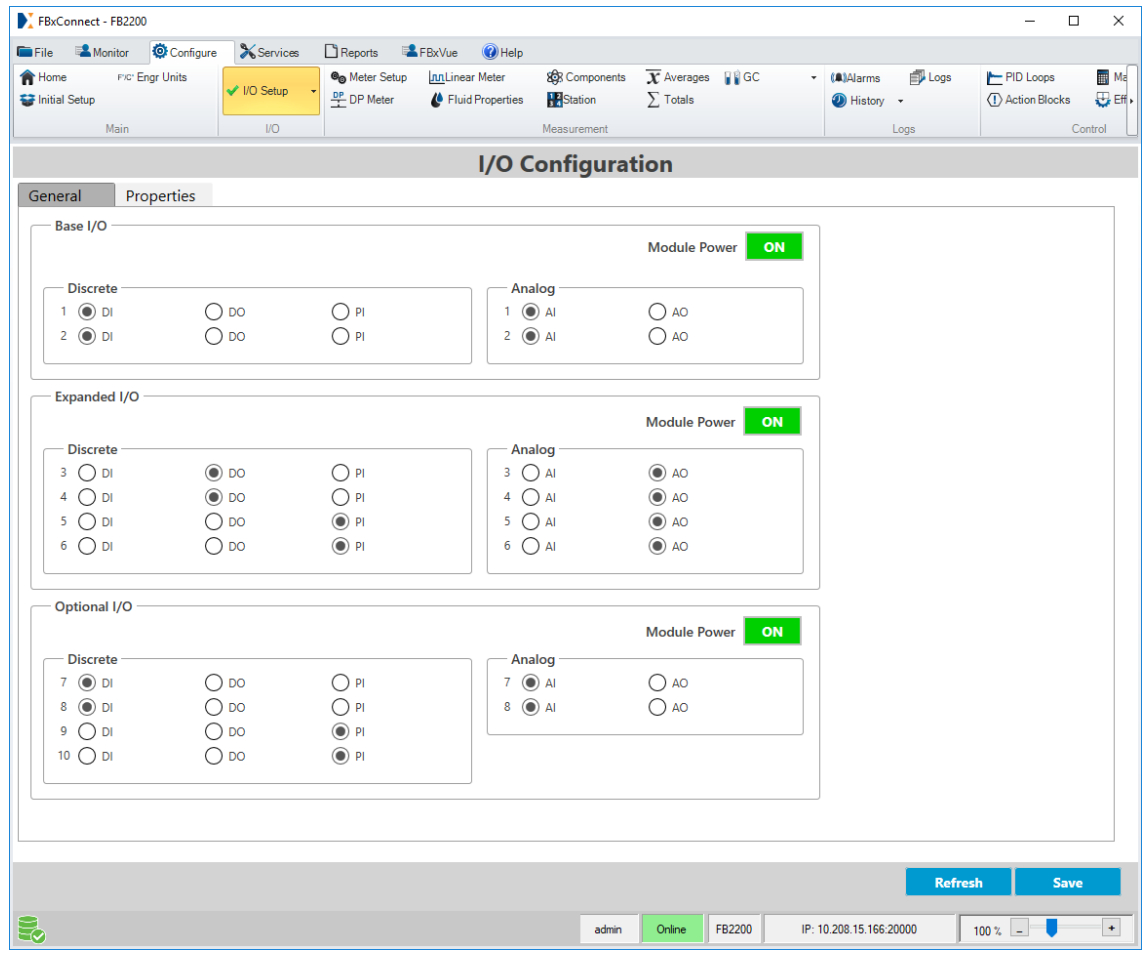 FBxConnect - FB2200
File Monitor Configure Services Reports FBxVue Help
Home F°/C° Engr Units I/O Setup Meter Setup Linear Meter Components X Averages GC Alarms Logs PID Loops Ma
Initial Setup DP DP Meter Fluid Properties Station Σ Totals History Action Blocks Eff
Main I/O Measurement Logs Control
I/O Configuration
General Properties
Base I/O
Module Power ON
Discrete Analog
1 DI DO PI 1 AI AO
2 DI DO PI 2 AI AO
Expanded I/O
Module Power ON
Discrete Analog
3 DI DO PI 3 AI AO
4 DI DO PI 4 AI AO
5 DI DO PI 5 AI AO
6 DI DO PI 6 AI AO
Optional I/O
Module Power ON
Discrete Analog
7 DI DO PI 7 AI AO
8 DI DO PI 8 AI AO
9 DI DO PI
10 DI DO PI
Refresh Save
admin Online FB2200 IP: 10.208.15.166:20000 100 % - +